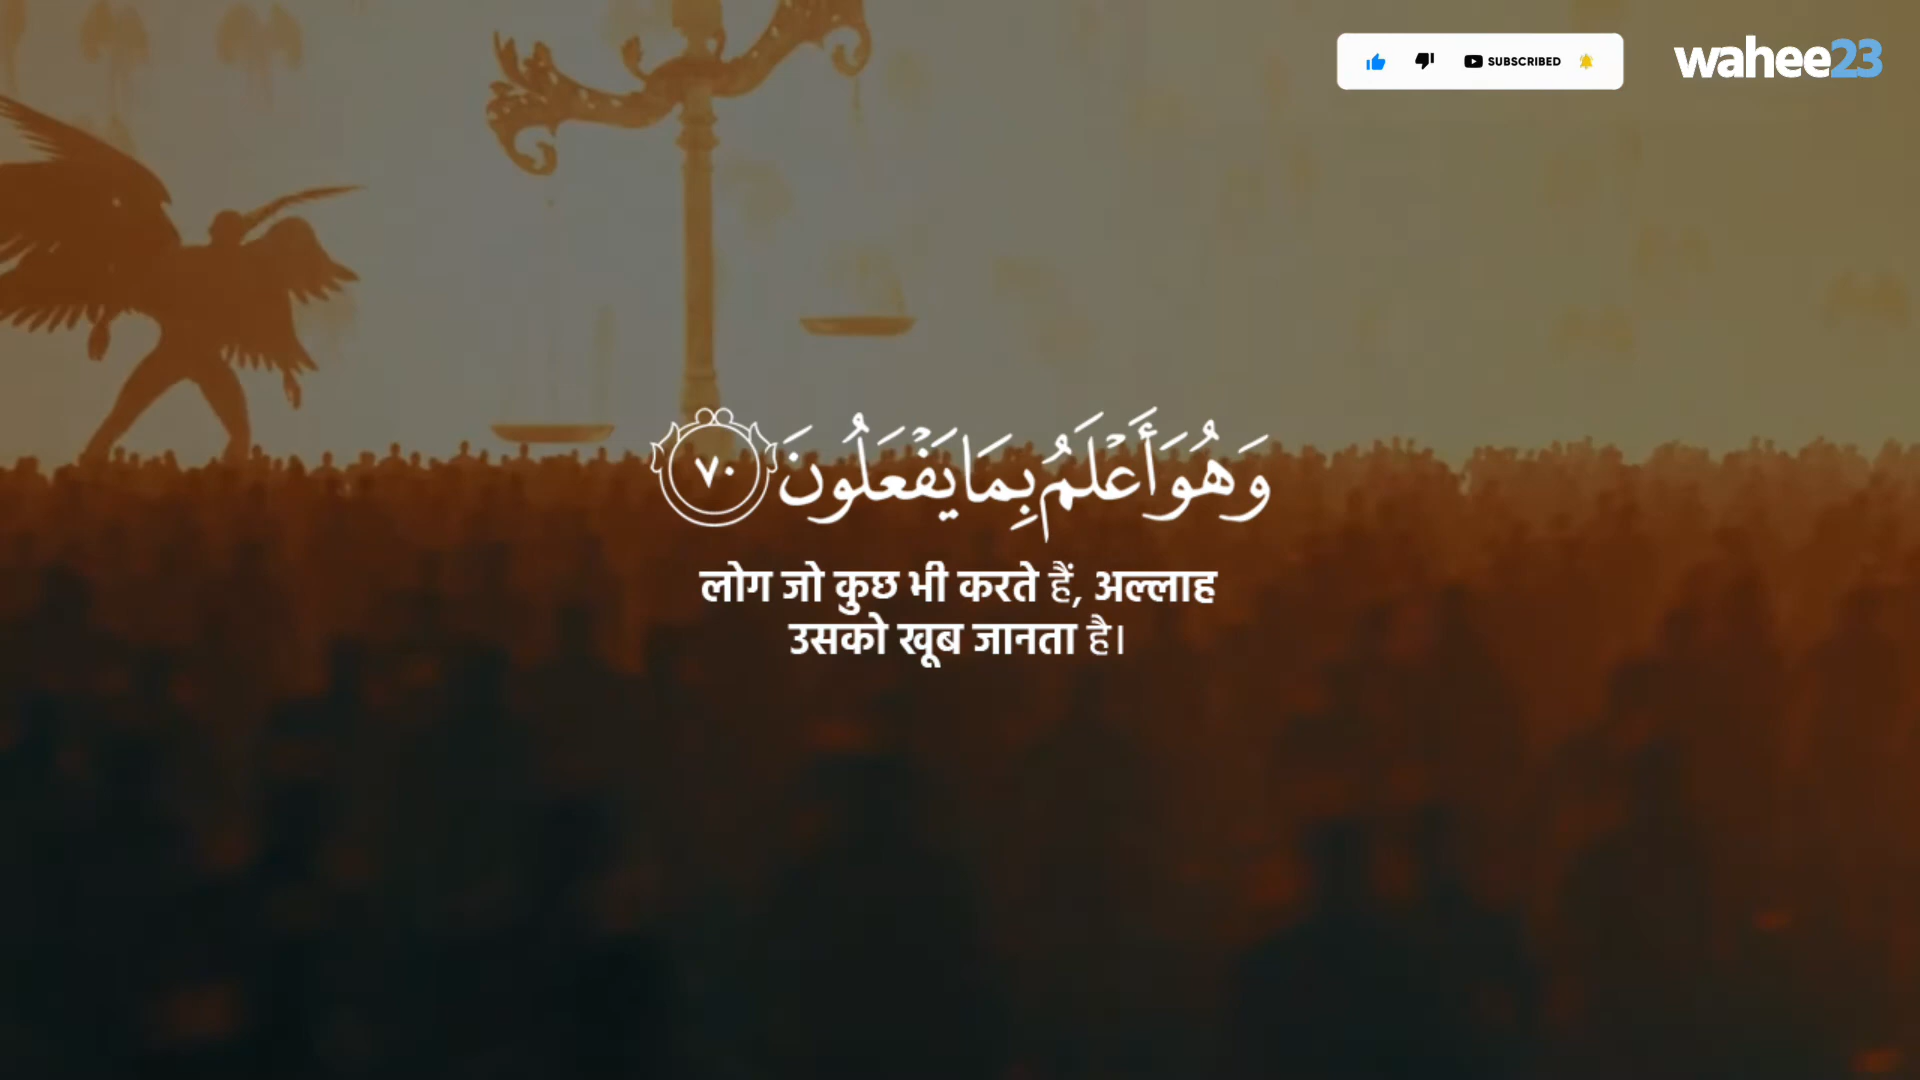 SUBSCRIBED
wahee23
وَهُوَ أَعْلَمُ بِمَا يَفْعَلُونَ ٧٠
लोग जो कुछ भी करते हैं, अल्लाह
उसको खूब जानता है।